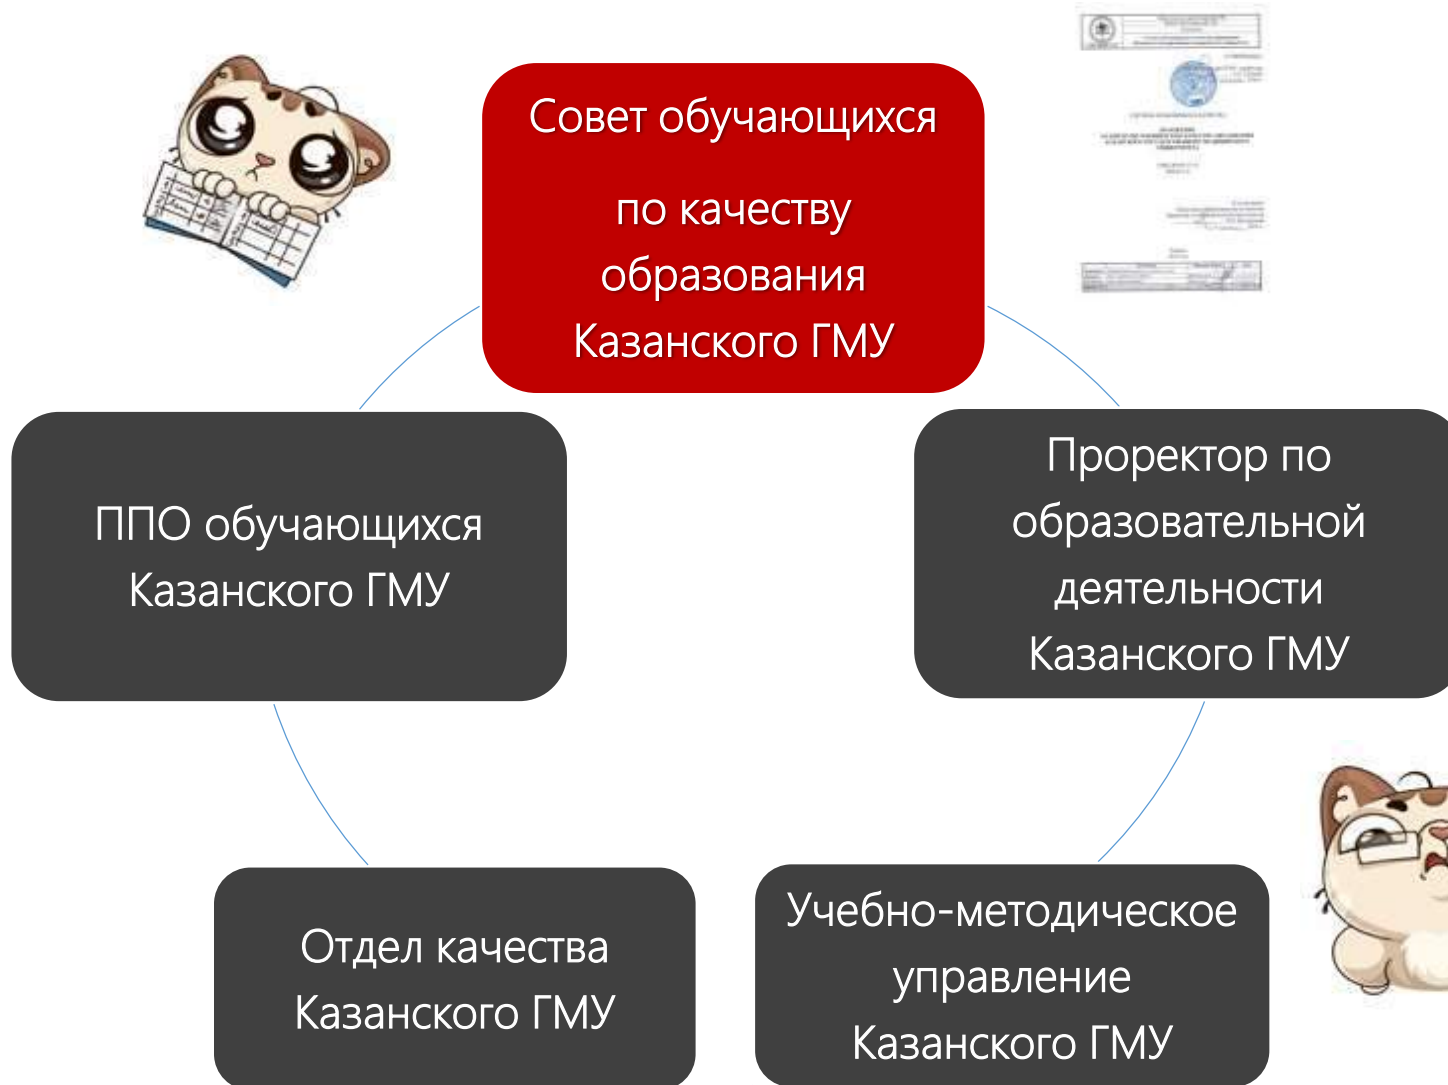 Совет обучающихся
по качеству
образования
Казанского ГМУ
ППО обучающихся
Казанского ГМУ
Проректор по
образовательной
деятельности
Казанского ГМУ
Отдел качества
Казанского ГМУ
Учебно-методическое
управление
Казанского ГМУ